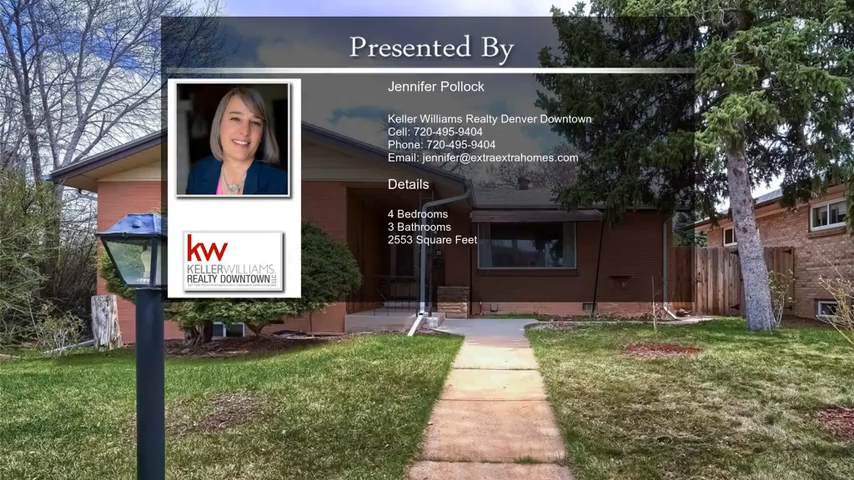 Presented By
Jennifer Pollock
Keller Williams Realty Denver Downtown
Cell: 720-495-9404
Phone: 720-495-9404
Email: jennifer@extraextrahomes.com
Details
4 Bedrooms
3 Bathrooms
2553 Square Feet
kw
KELLERWILLIAMS.
REALTY DOWNTOWN LLC